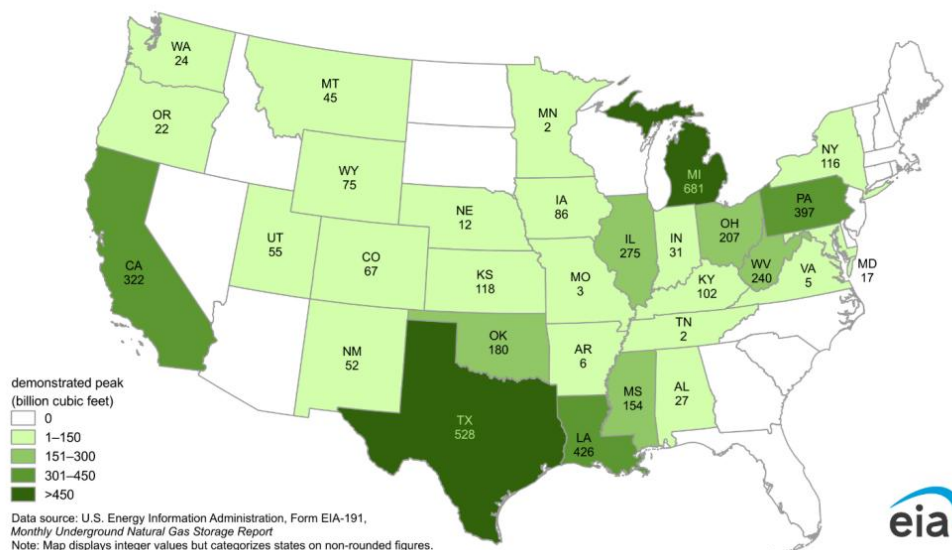 WA
24
MT
45
MN
2
OR
22
NY
116
WY
75
MI
681
IA
86
NE
12
PA
397
OH
207
IL
275
IN
31
UT
55
CO
67
WV
240
CA
322
MD
17
VA
5
KS
118
MO
3
KY
102
TN
2
OK
180
NM
52
AR
6
MS
154
AL
27
TX
528
LA
426
demonstrated peak
(billion cubic feet)
0
1–150
151–300
301–450
>450
Data source: U.S. Energy Information Administration, Form EIA-191,
Monthly Underground Natural Gas Storage Report
Note: Map displays integer values but categorizes states on non-rounded figures.
eia